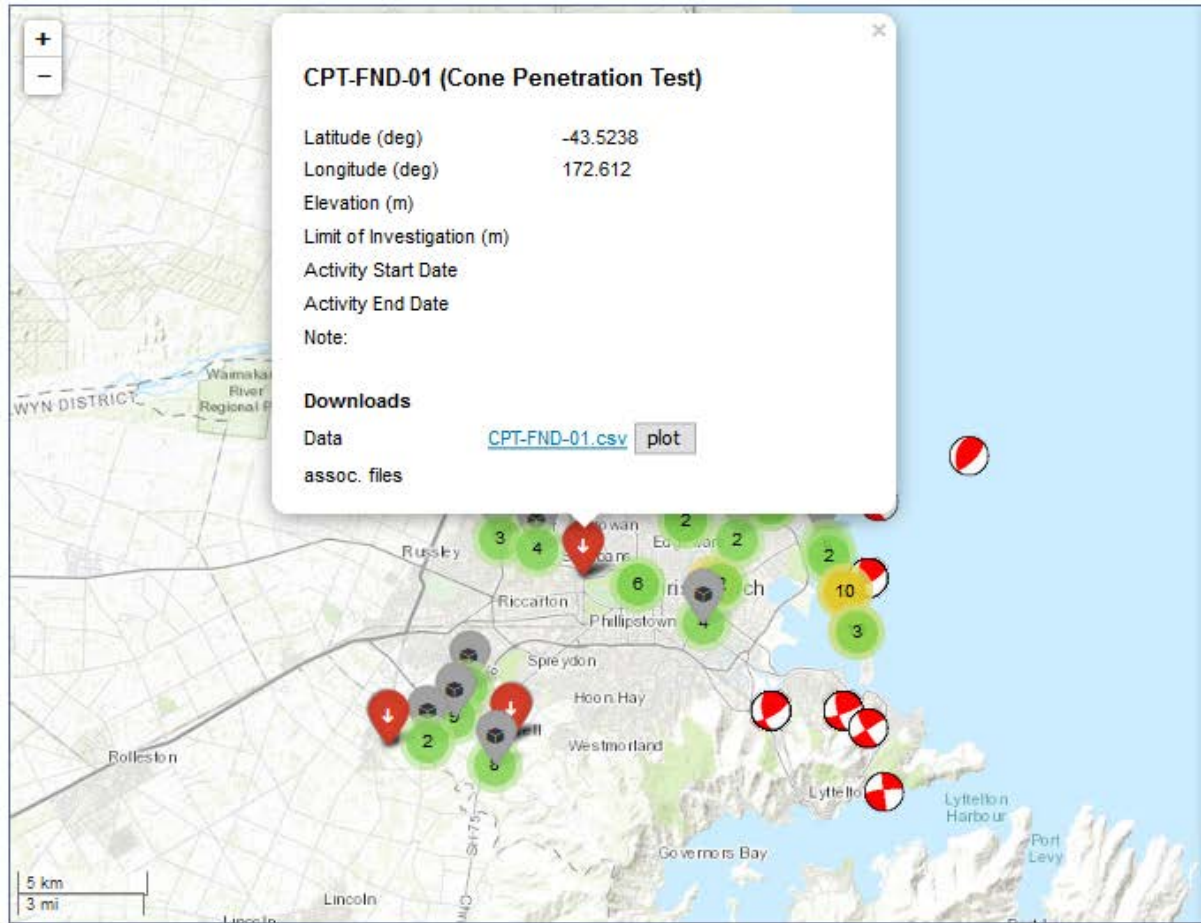 +
−
×
CPT-FND-01 (Cone Penetration Test)
Latitude (deg) -43.5238
Longitude (deg) 172.612
Elevation (m)
Limit of Investigation (m)
Activity Start Date
Activity End Date
Note:
Downloads
Data CPT-FND-01.csv plot
assoc. files
River
WYN DISTRICT
Regional
2
3
4
2
2
Russley
6
10
Riccarton
Phillipstown
4
3
Spreydon
Hoon Hay
2
Westmorland
8
Rolleston
Lyttelton
Harbour
Port
Levy
Governors Bay
SH 75
5 km
3 mi
Lincoln